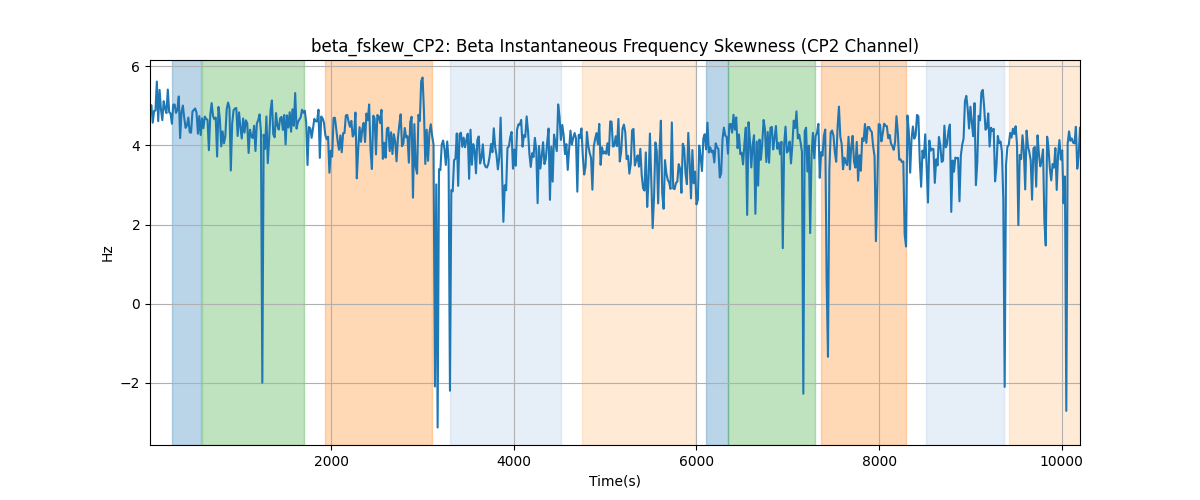 beta_fskew_CP2: Beta Instantaneous Frequency Skewness (CP2 Channel)
6
4
2
0
−2
Hz
2000 4000 6000 8000 10000
Time(s)